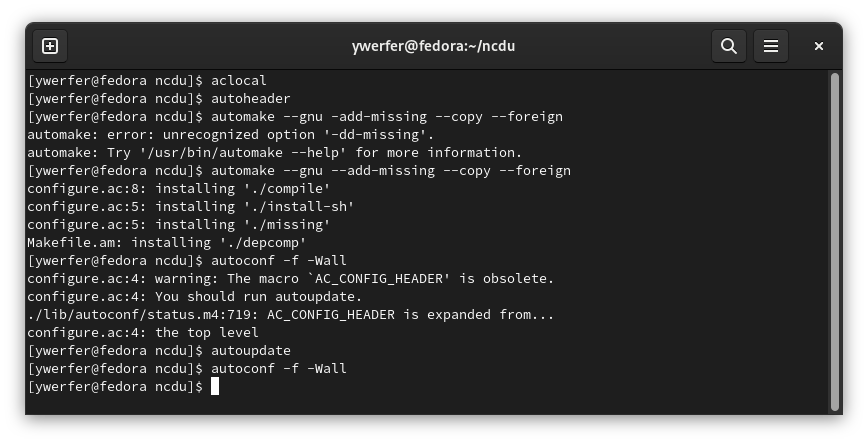 ywerfer@fedora:~/ncdu
[ywerfer@fedora ncdu]$ aclocal
[ywerfer@fedora ncdu]$ autoheader
[ywerfer@fedora ncdu]$ automake --gnu -add-missing --copy --foreign
automake: error: unrecognized option '-dd-missing'.
automake: Try '/usr/bin/automake --help' for more information.
[ywerfer@fedora ncdu]$ automake --gnu --add-missing --copy --foreign
configure.ac:8: installing './compile'
configure.ac:5: installing './install-sh'
configure.ac:5: installing './missing'
Makefile.am: installing './depcomp'
[ywerfer@fedora ncdu]$ autoconf -f -Wall
configure.ac:4: warning: The macro `AC_CONFIG_HEADER' is obsolete.
configure.ac:4: You should run autoupdate.
./lib/autoconf/status.m4:719: AC_CONFIG_HEADER is expanded from...
configure.ac:4: the top level
[ywerfer@fedora ncdu]$ autoupdate
[ywerfer@fedora ncdu]$ autoconf -f -Wall
[ywerfer@fedora ncdu]$